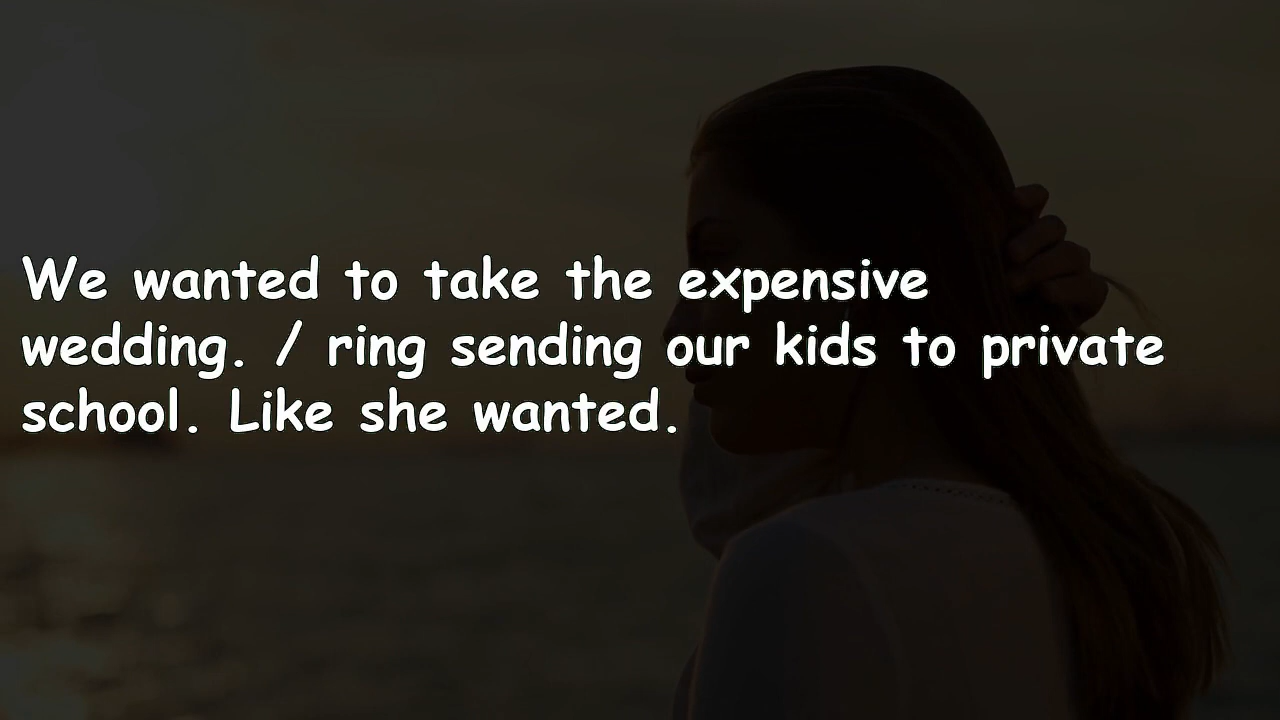 We wanted to take the expensive
wedding. / ring sending our kids to private
school. Like she wanted.